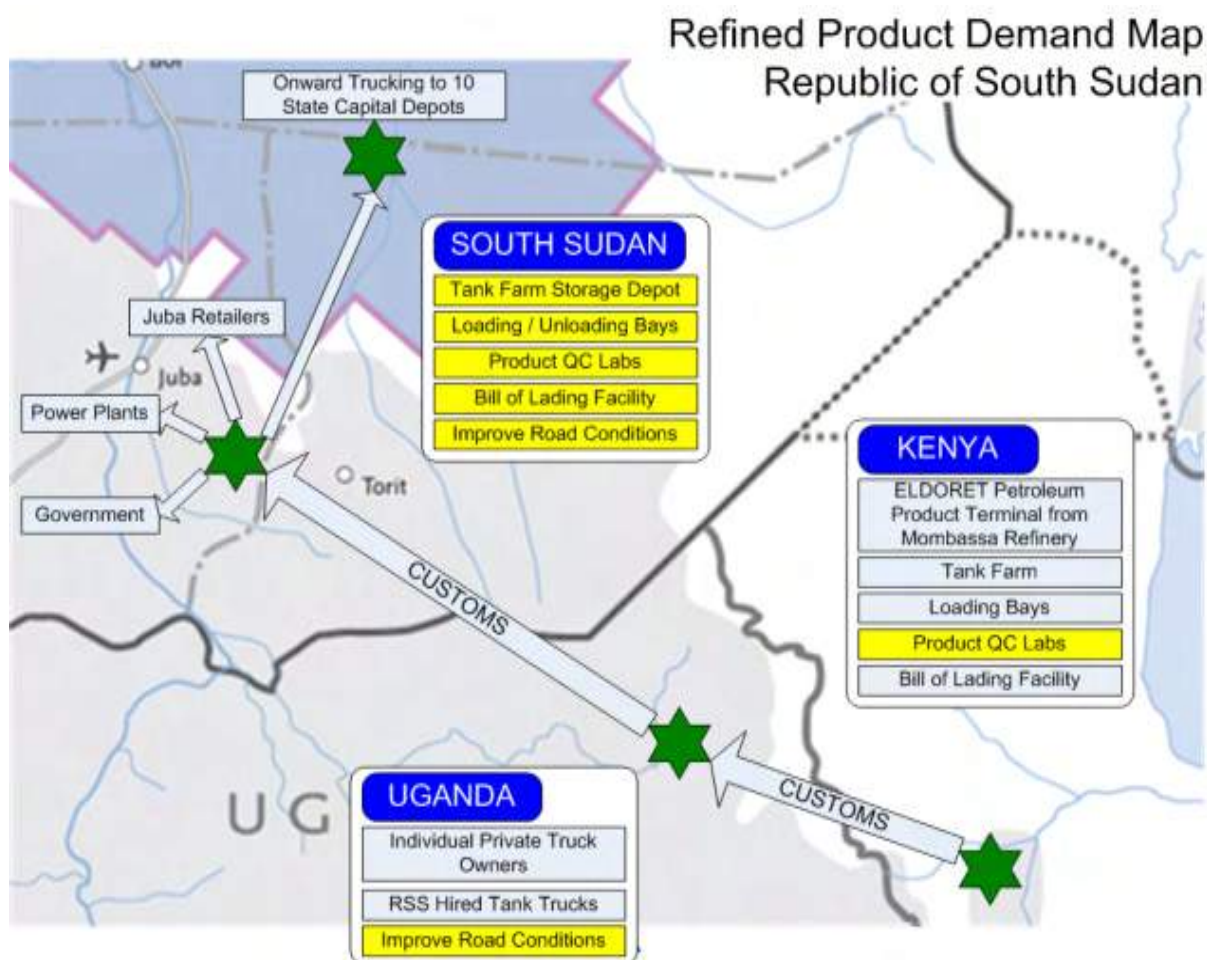 Refined Product Demand Map
Republic of South Sudan
Onward Trucking to 10
State Capital Depots
SOUTH SUDAN
Tank Farm Storage Depot
Loading / Unloading Bays
Product QC Labs
Bill of Lading Facility
Improve Road Conditions
Juba Retailers
Juba
Power Plants
Government
Torit
CUSTOMS
KENYA
ELDORET Petroleum
Product Terminal from
Mombassa Refinery
Tank Farm
Loading Bays
Product QC Labs
Bill of Lading Facility
CUSTOMS
U G
UGANDA
Individual Private Truck
Owners
RSS Hired Tank Trucks
Improve Road Conditions